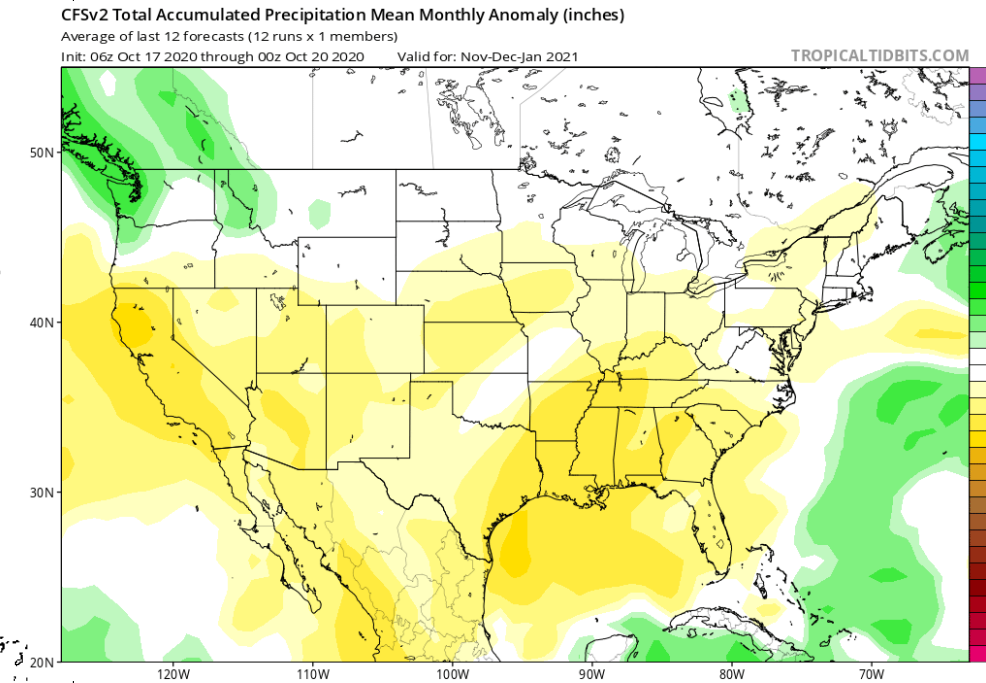 CFSv2 Total Accumulated Precipitation Mean Monthly Anomaly (inches)
Average of last 12 forecasts (12 runs x 1 members)
Init: 06z Oct 17 2020 through 00z Oct 20 2020 Valid for: Nov-Dec-Jan 2021 TROPICALTIDBITS.COM
50N
40N
30N
20N
120W 110W 100W 90W 80W 70W